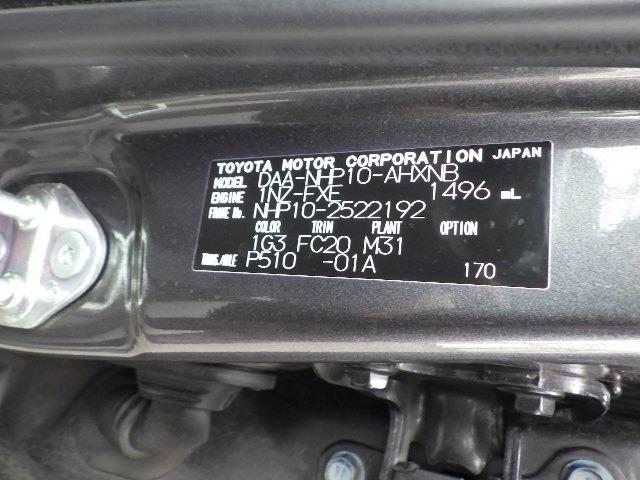 TOYOTA MOTOR CORPORATION JAPAN
MODEL DAA-NHP10-AHXNB
ENGINE 1NZ-FXE 1496 mL
FRAME No. NHP10-2522192
COLOR TRIM PLANT OPTION
1G3 FC20 M31
TRANS./AXLE P510 -01A 170